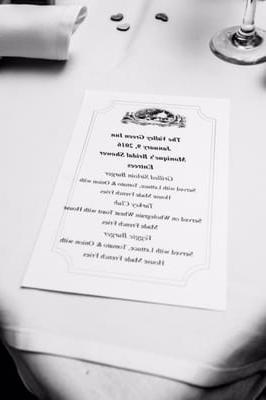 The Valley Green Inn
January 9, 2016
Monique's Bridal Shower
Entrees
Grilled Sirloin Burger
Served with Lettuce, Tomato & Onion with
House Made French Fries
Turkey Club
Served on Wholegrain Wheat Toast with House
Made French Fries
Veggie Burger
Served with Lettuce, Tomato & Onion with
House Made French Fries